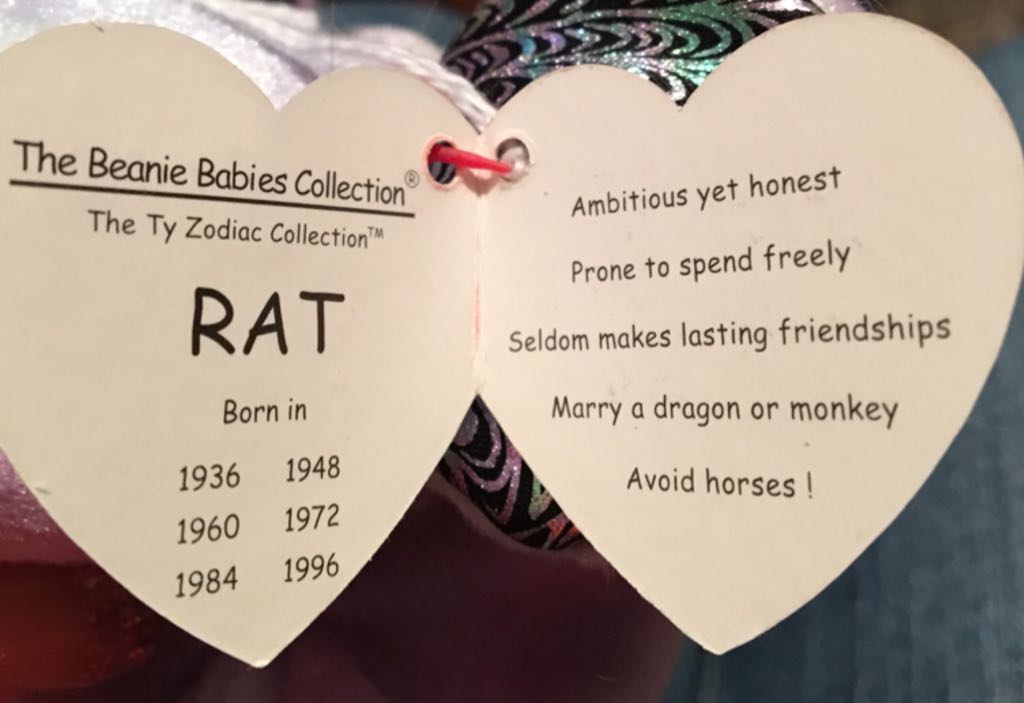 The Beanie Babies Collection®
The Ty Zodiac Collection™
RAT
Born in
1936 1948
1960 1972
1984 1996
Ambitious yet honest
Prone to spend freely
Seldom makes lasting friendships
Marry a dragon or monkey
Avoid horses !